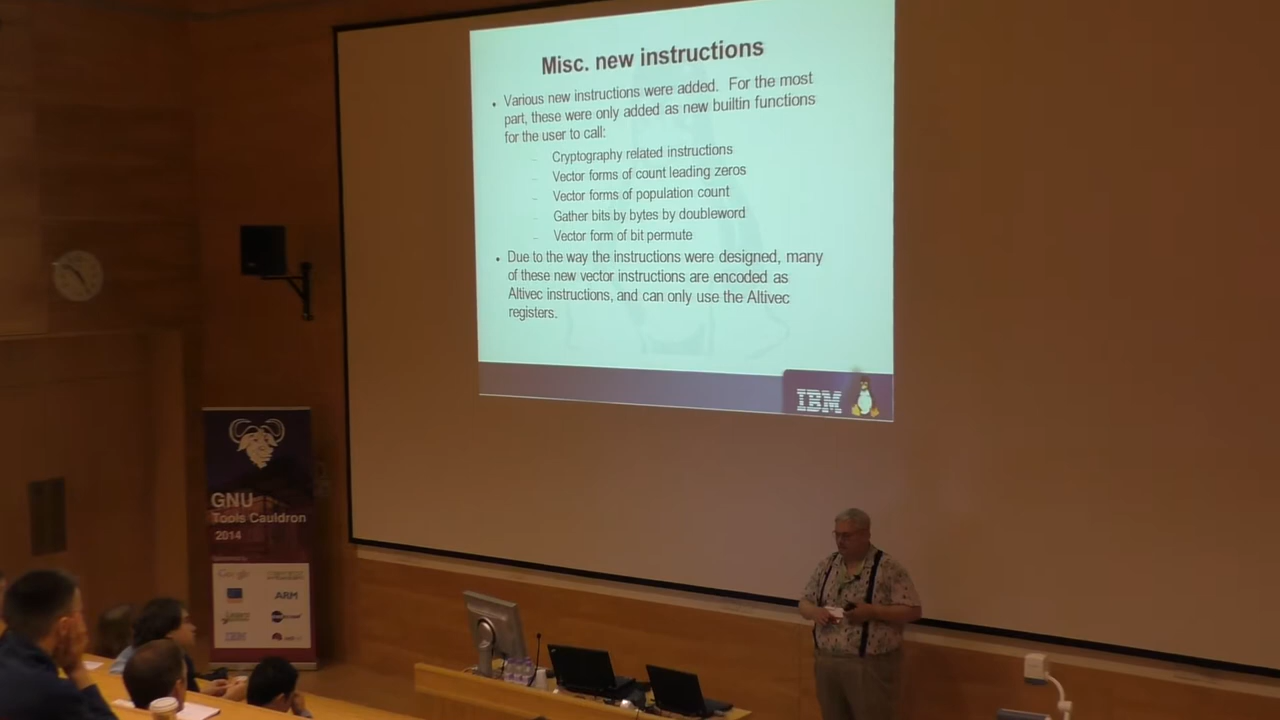 Misc. new instructions
• Various new instructions were added. For the most
part, these were only added as new builtin functions
for the user to call:
– Cryptography related instructions
– Vector forms of count leading zeros
– Vector forms of population count
– Gather bits by bytes by doubleword
– Vector form of bit permute
• Due to the way the instructions were designed, many
of these new vector instructions are encoded as
Altivec instructions, and can only use the Altivec
registers.
IBM
GNU
Tools Cauldron
2014
Google
ARM
IBM